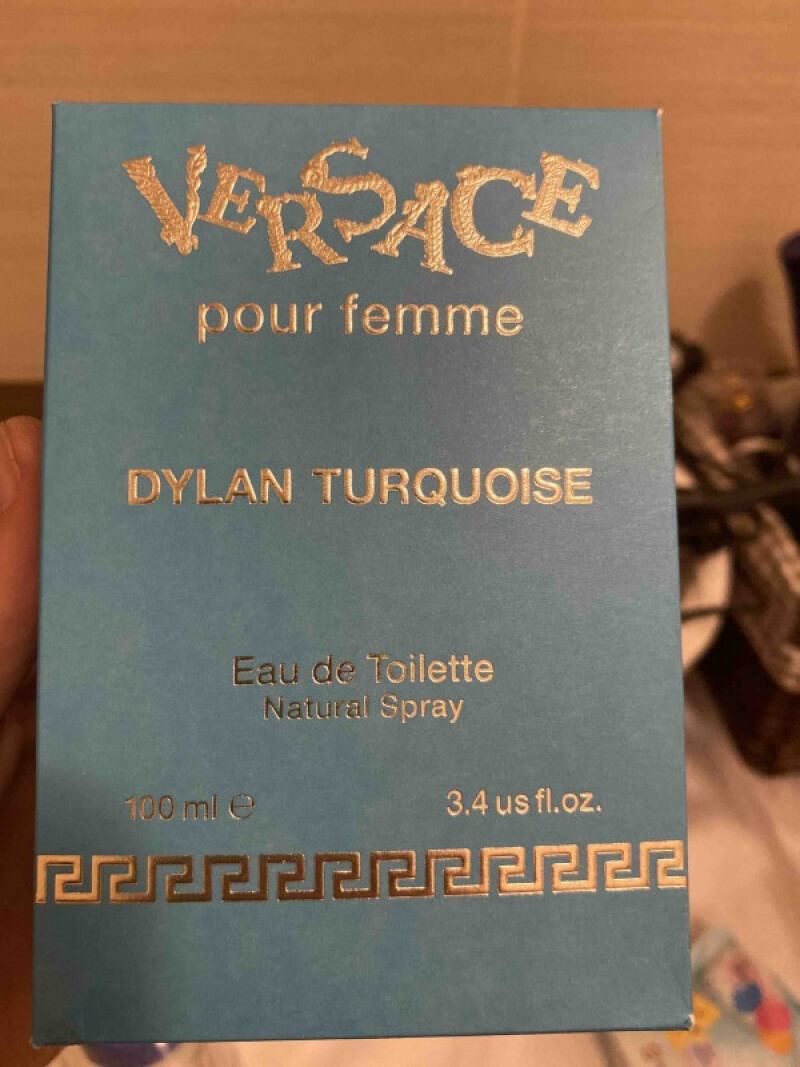 VERSACE
pour femme
DYLAN TURQUOISE
Eau de Toilette
Natural Spray
100 ml ℮
3.4 us fl.oz.